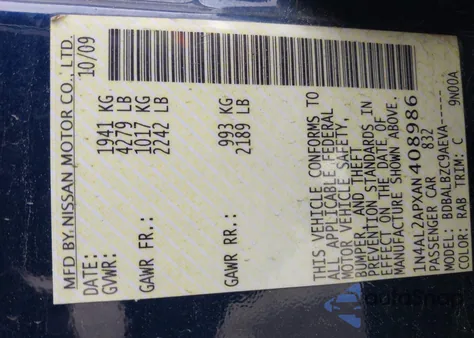 MFD BY NISSAN MOTOR CO., LTD.
DATE: 10/09
GVWR: 1941 KG
4279 LB
GAWR FR.: 1017 KG
2242 LB
GAWR RR.: 993 KG
2189 LB
THIS VEHICLE CONFORMS TO
ALL APPLICABLE FEDERAL
MOTOR VEHICLE SAFETY,
BUMPER, AND THEFT
PREVENTION STANDARDS IN
EFFECT ON THE DATE OF
MANUFACTURE SHOWN ABOVE.
1N4AL2APXAN408986
PASSENGER CAR 832
MODEL: BDBALBZC9AEVA-----
COLOR: RAB TRIM: C 9N00A